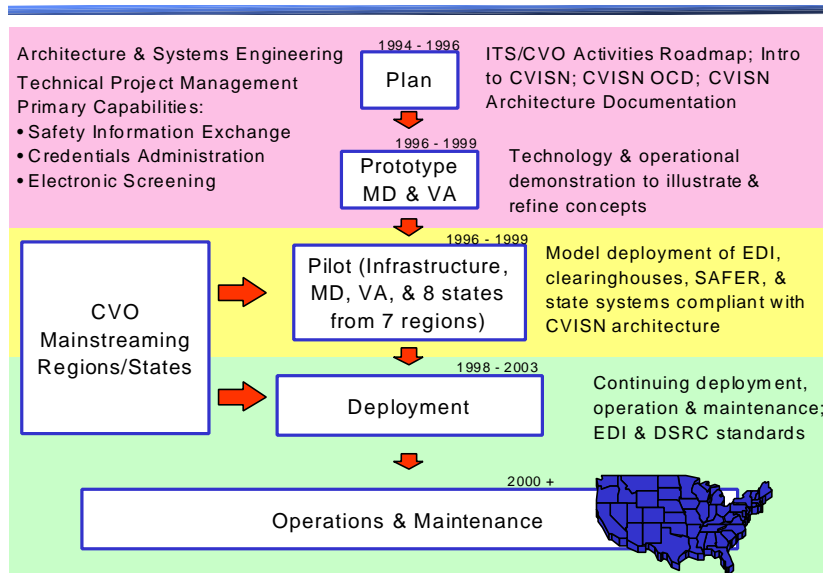 Architecture & Systems Engineering
Technical Project Management
Primary Capabilities:
• Safety Information Exchange
• Credentials Administration
• Electronic Screening
1994 - 1996
Plan
ITS/CVO Activities Roadmap; Intro
to CVISN; CVISN OCD; CVISN
Architecture Documentation
1996 - 1999
Prototype
MD & VA
Technology & operational
demonstration to illustrate &
refine concepts
1996 - 1999
Pilot (Infrastructure,
MD, VA, & 8 states
from 7 regions)
Model deployment of EDI,
clearinghouses, SAFER, &
state systems compliant with
CVISN architecture
CVO
Mainstreaming
Regions/States
1998 - 2003
Deployment
Continuing deployment,
operation & maintenance;
EDI & DSRC standards
2000 +
Operations & Maintenance